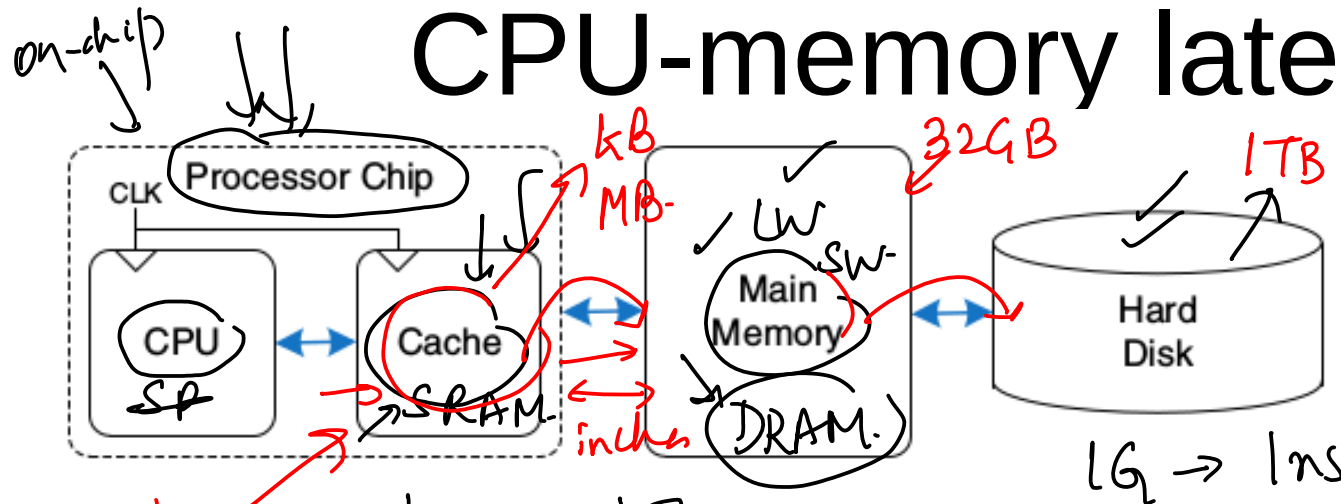 CPU-memory late
on-chip
kB
32GB
1TB
Processor Chip
CLK
MB-
LW
SW-
Main
Memory
CPU
Cache
Hard
Disk
SRAM-
inches
DRAM.
1G → 1ns